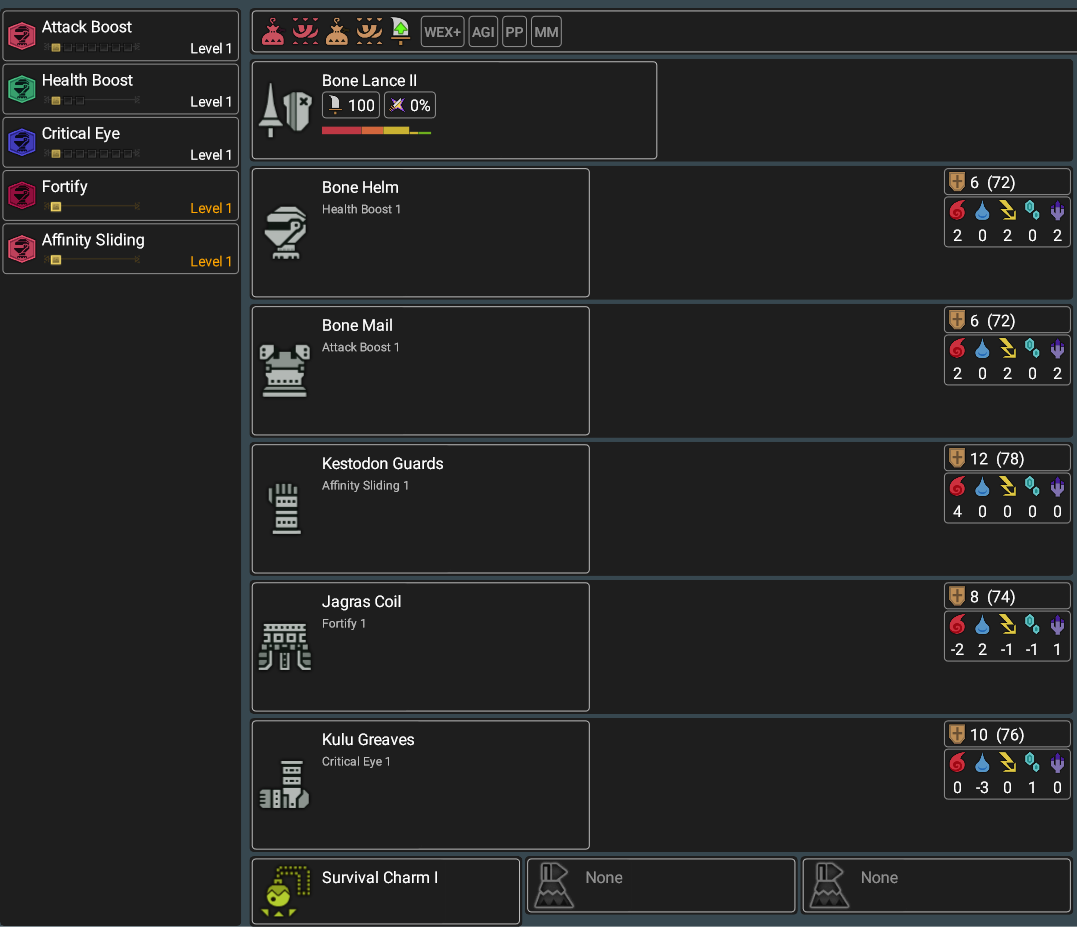 Attack Boost
Level 1
Health Boost
Level 1
Critical Eye
Level 1
Fortify
Level 1
Affinity Sliding
Level 1
WEX+ AGI PP MM
Bone Lance II
100 0%
Bone Helm
Health Boost 1
6 (72)
2 0 2 0 2
Bone Mail
Attack Boost 1
6 (72)
2 0 2 0 2
Kestodon Guards
Affinity Sliding 1
12 (78)
4 0 0 0 0
Jagras Coil
Fortify 1
8 (74)
-2 2 -1 -1 1
Kulu Greaves
Critical Eye 1
10 (76)
0 -3 0 1 0
Survival Charm I
None
None